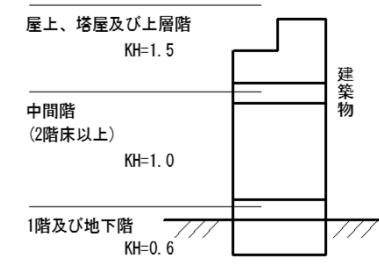 屋上、塔屋及び上層階
KH=1.5
建築物
中間階
(2階床以上)
KH=1.0
1階及び地下階
KH=0.6